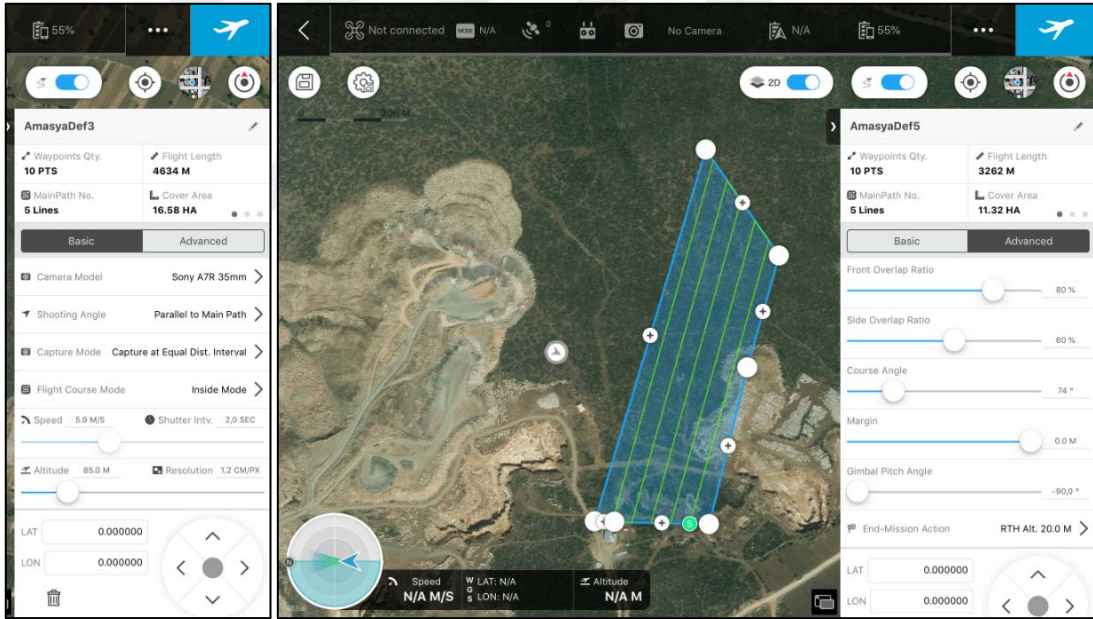 55%
AmasyaDef3
Waypoints Qty.
10 PTS
Flight Length
4634 M
MainPath No.
5 Lines
Cover Area
16.58 HA
Basic
Advanced
Camera Model
Sony A7R 35mm
Shooting Angle
Parallel to Main Path
Capture Mode
Capture at Equal Dist. Interval
Flight Course Mode
Inside Mode
Speed 5.9 M/S
Shutter Intv. 2,0 SEC
Altitude 85.0 M
Resolution 1,2 CM/PX
LAT 0.000000
LON 0.000000
Not connected
MODE N/A
0
No Camera
N/A
55%
2D
200 M
S
N
Speed
N/A M/S
WGS
LAT: N/A
LON: N/A
Altitude
N/A M
AmasyaDef5
Waypoints Qty.
10 PTS
Flight Length
3262 M
MainPath No.
5 Lines
Cover Area
11.32 HA
Basic
Advanced
Front Overlap Ratio
80 %
Side Overlap Ratio
60 %
Course Angle
74 °
Margin
0.0 M
Gimbal Pitch Angle
-90,0 °
End-Mission Action
RTH Alt. 20.0 M
LAT 0.000000
LON 0.000000